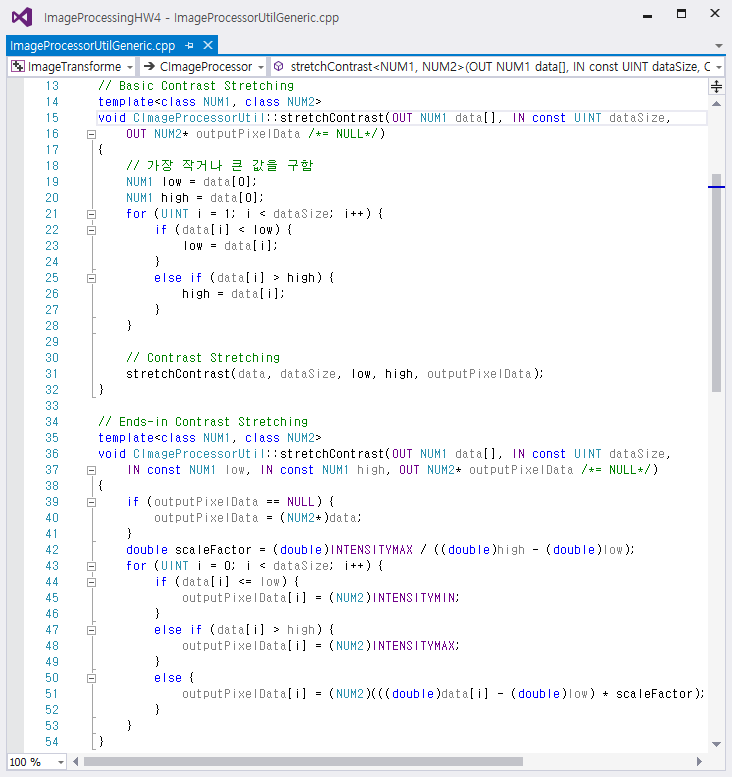 ImageProcessingHW4 - ImageProcessorUtilGeneric.cpp
ImageProcessorUtilGeneric.cpp
ImageTransforme CImageProcessor stretchContrast<NUM1, NUM2>(OUT NUM1 data[], IN const UINT dataSize, C
13 // Basic Contrast Stretching
14 template<class NUM1, class NUM2>
15 void CImageProcessorUtil::stretchContrast(OUT NUM1 data[], IN const UINT dataSize,
16 OUT NUM2* outputPixelData /*= NULL*/)
17 {
18 // 가장 작거나 큰 값을 구함
19 NUM1 low = data[0];
20 NUM1 high = data[0];
21 for (UINT i = 1; i < dataSize; i++) {
22 if (data[i] < low) {
23 low = data[i];
24 }
25 else if (data[i] > high) {
26 high = data[i];
27 }
28 }
29
30 // Contrast Stretching
31 stretchContrast(data, dataSize, low, high, outputPixelData);
32 }
33
34 // Ends-in Contrast Stretching
35 template<class NUM1, class NUM2>
36 void CImageProcessorUtil::stretchContrast(OUT NUM1 data[], IN const UINT dataSize,
37 IN const NUM1 low, IN const NUM1 high, OUT NUM2* outputPixelData /*= NULL*/)
38 {
39 if (outputPixelData == NULL) {
40 outputPixelData = (NUM2*)data;
41 }
42 double scaleFactor = (double)INTENSITYMAX / ((double)high - (double)low);
43 for (UINT i = 0; i < dataSize; i++) {
44 if (data[i] <= low) {
45 outputPixelData[i] = (NUM2)INTENSITYMIN;
46 }
47 else if (data[i] > high) {
48 outputPixelData[i] = (NUM2)INTENSITYMAX;
49 }
50 else {
51 outputPixelData[i] = (NUM2)(((double)data[i] - (double)low) * scaleFactor);
52 }
53 }
54 }
100 %